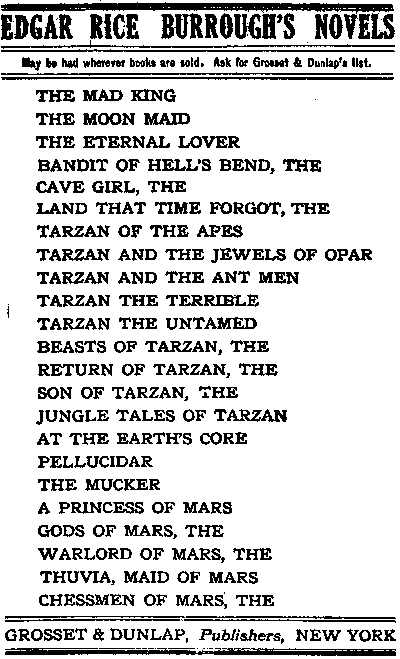 EDGAR RICE BURROUGH'S NOVELS
May be had wherever books are sold. Ask for Grosset & Dunlap's list.
THE MAD KING
THE MOON MAID
THE ETERNAL LOVER
BANDIT OF HELL'S BEND, THE
CAVE GIRL, THE
LAND THAT TIME FORGOT, THE
TARZAN OF THE APES
TARZAN AND THE JEWELS OF OPAR
TARZAN AND THE ANT MEN
TARZAN THE TERRIBLE
TARZAN THE UNTAMED
BEASTS OF TARZAN, THE
RETURN OF TARZAN, THE
SON OF TARZAN, THE
JUNGLE TALES OF TARZAN
AT THE EARTH'S CORE
PELLUCIDAR
THE MUCKER
A PRINCESS OF MARS
GODS OF MARS, THE
WARLORD OF MARS, THE
THUVIA, MAID OF MARS
CHESSMEN OF MARS, THE
GROSSET & DUNLAP, Publishers, NEW YORK